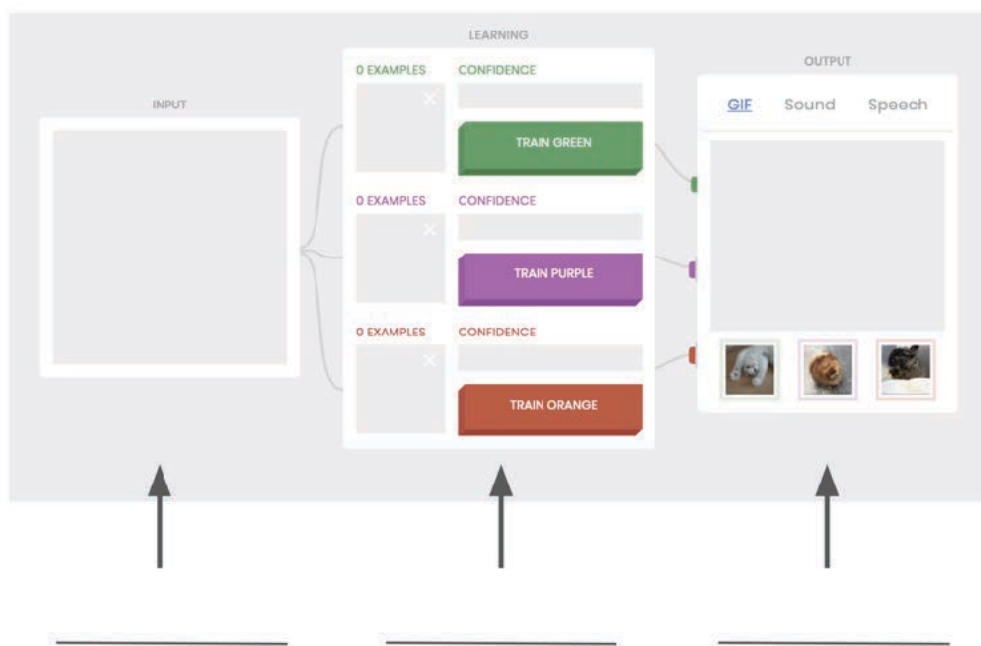 LEARNING
INPUT
OUTPUT
0 EXAMPLES CONFIDENCE
TRAIN GREEN
0 EXAMPLES CONFIDENCE
TRAIN PURPLE
0 EXAMPLES CONFIDENCE
TRAIN ORANGE
GIF Sound Speech